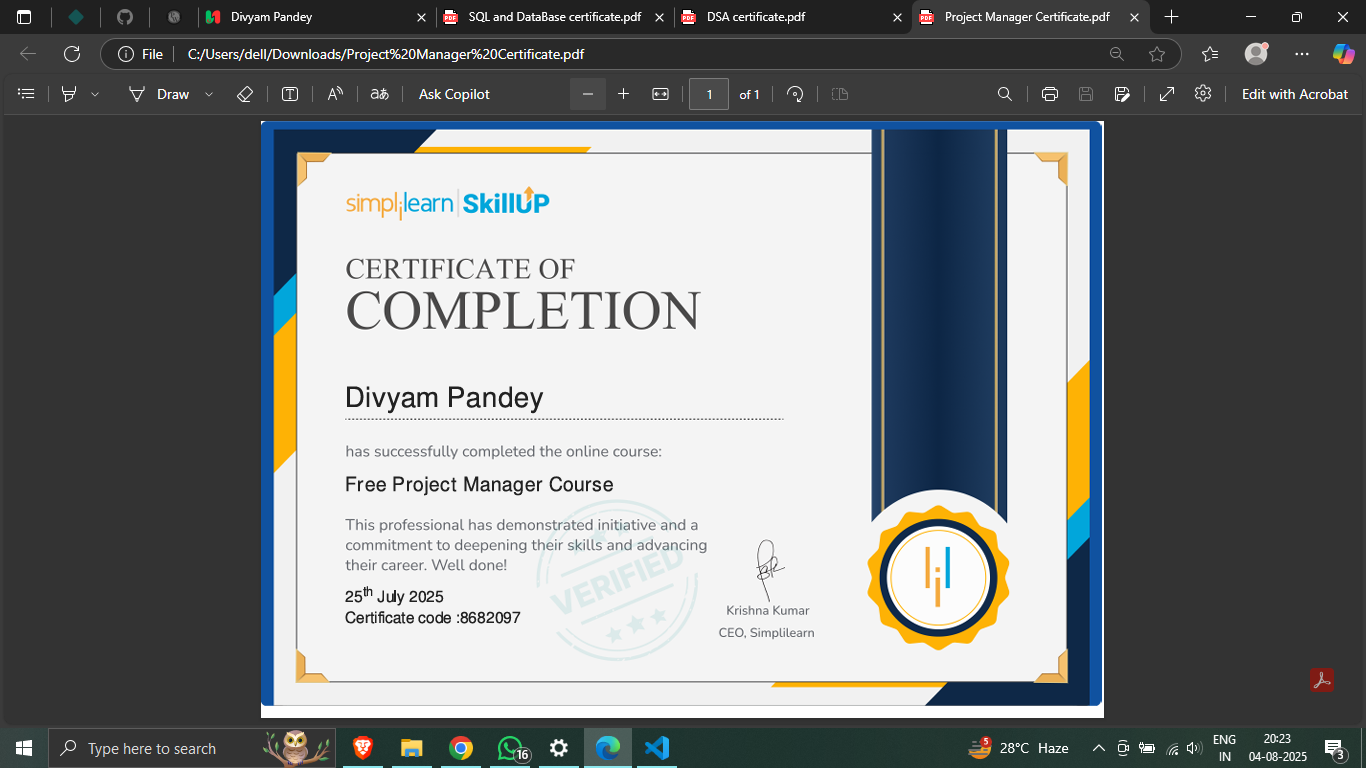 Divyam Pandey
SQL and DataBase certificate.pdf
DSA certificate.pdf
Project Manager Certificate.pdf
File
C:/Users/dell/Downloads/Project%20Manager%20Certificate.pdf
Draw
Ask Copilot
1
of 1
Edit with Acrobat
simplilearn | SkillUP
CERTIFICATE OF
COMPLETION
Divyam Pandey
has successfully completed the online course:
Free Project Manager Course
This professional has demonstrated initiative and a
commitment to deepening their skills and advancing
their career. Well done!
VERIFIED
25th July 2025
Certificate code :8682097
Krishna Kumar
CEO, Simplilearn
Type here to search
16
5
28°C Haze
ENG
IN
20:23
04-08-2025
3